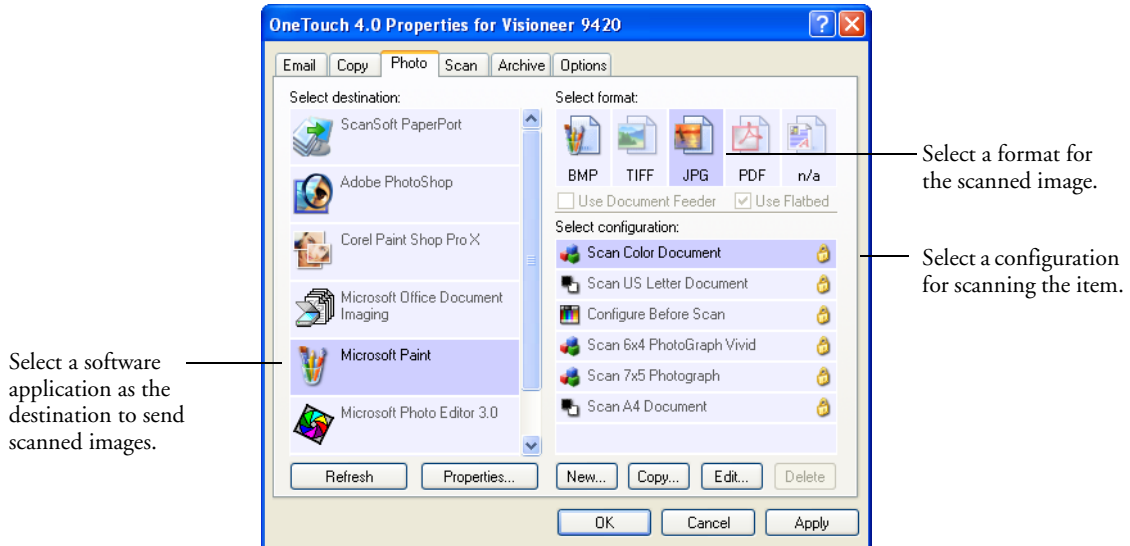 OneTouch 4.0 Properties for Visioneer 9420
Email Copy Photo Scan Archive Options
Select destination:
ScanSoft PaperPort
Adobe PhotoShop
Corel Paint Shop Pro X
Microsoft Office Document
Imaging
Microsoft Paint
Microsoft Photo Editor 3.0
Refresh Properties...
Select format:
BMP TIFF JPG PDF n/a
Use Document Feeder Use Flatbed
Select configuration:
Scan Color Document
Scan US Letter Document
Configure Before Scan
Scan 6x4 PhotoGraph Vivid
Scan 7x5 Photograph
Scan A4 Document
New... Copy... Edit... Delete
OK Cancel Apply
Select a format for
the scanned image.
Select a configuration
for scanning the item.
Select a software
application as the
destination to send
scanned images.